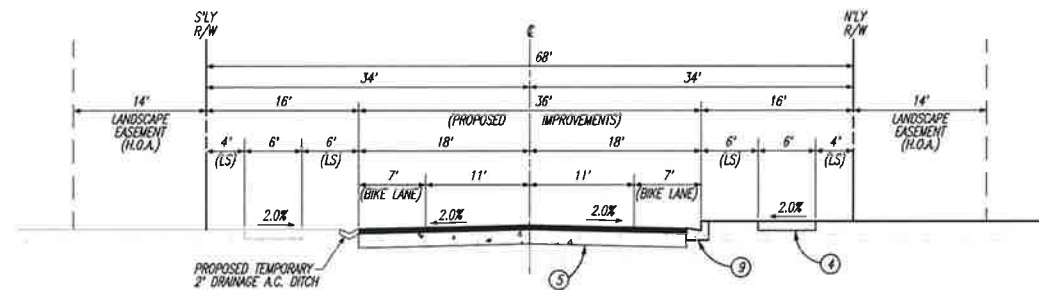 S'LY
R/W
℄
N'LY
R/W
68'
34'
34'
14'
16'
36'
16'
14'
LANDSCAPE
EASEMENT
(H.O.A.)
(PROPOSED IMPROVEMENTS)
LANDSCAPE
EASEMENT
(H.O.A.)
4'
(LS)
6'
6'
(LS)
18'
18'
6'
(LS)
6'
4'
(LS)
7'
(BIKE LANE)
11'
11'
7'
(BIKE LANE)
2.0%
2.0%
2.0%
2.0%
PROPOSED TEMPORARY
2' DRAINAGE A.C. DITCH
5
9
4